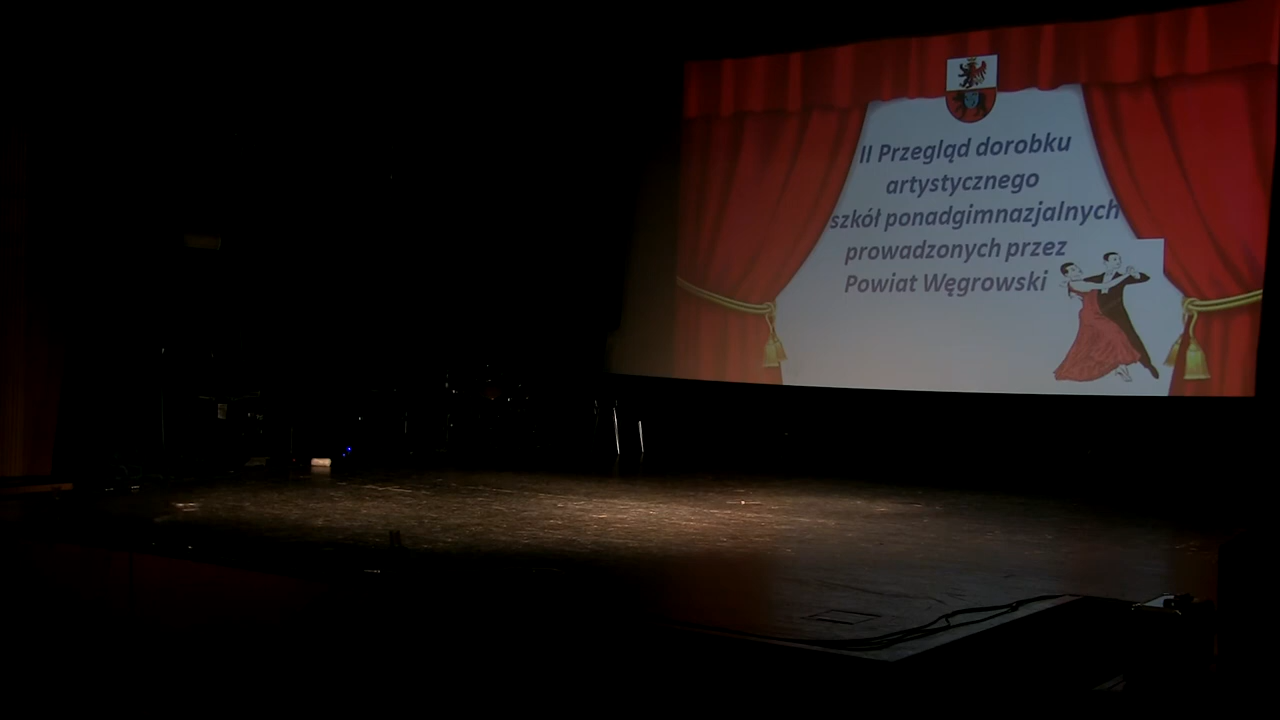 II Przegląd dorobku
artystycznego
szkół ponadgimnazjalnych
prowadzonych przez
Powiat Węgrowski